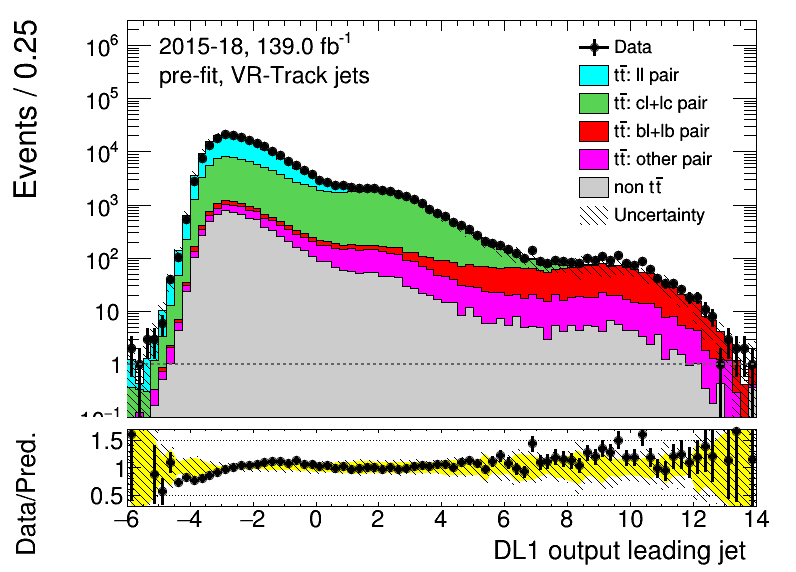 Events / 0.25
10⁶
10⁵
10⁴
10³
10²
10
1
10⁻¹
2015-18, 139.0 fb⁻¹
pre-fit, VR-Track jets
Data
tt̄: ll pair
tt̄: cl+lc pair
tt̄: bl+lb pair
tt̄: other pair
non tt̄
Uncertainty
Data/Pred.
1.5
1
0.5
−6 −4 −2 0 2 4 6 8 10 12 14
DL1 output leading jet